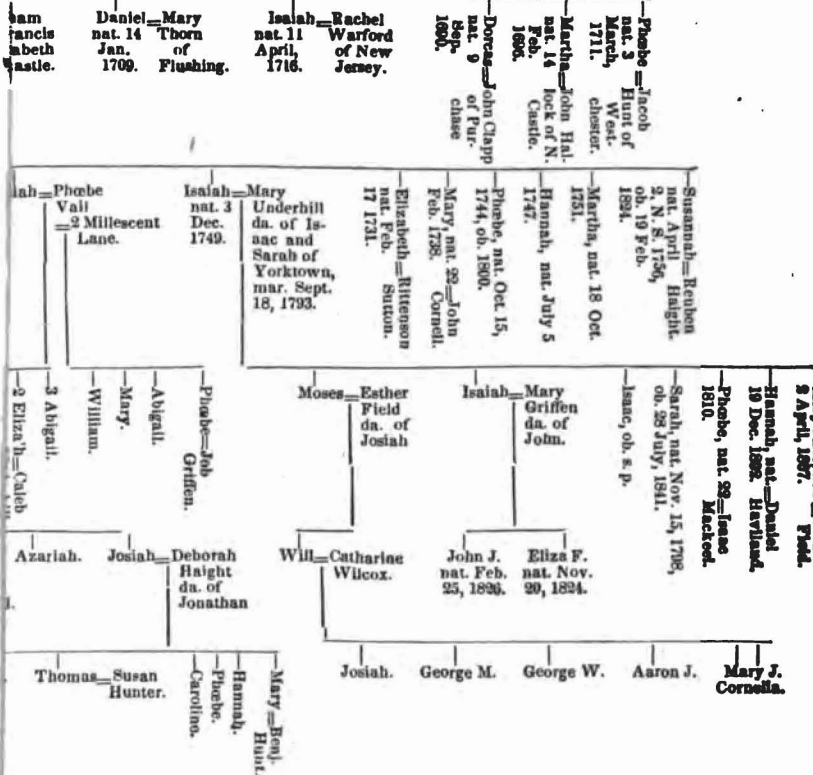 Daniel=Mary
nat. 14 Thorn
Jan. of
1709. Flushing.
Isaiah=Rachel
nat. 11 Warford
April, of New
1716. Jersey.
Dorcas=John Clapp
nat. 9 of Pur-
Sep. chase
1690.
Martha=John Hal-
nat. 14 lock of N.
Feb. Castle.
1696.
Phœbe=Jacob
nat. 3 Hunt of
March, West-
1711. chester.
iah=Phœbe
Vail
=2 Millescent
Lane.
Isaiah=Mary
nat. 3 Underhill
Dec. da. of Is-
1749. aac and
Sarah of
Yorktown,
mar. Sept.
18, 1793.
Elizabeth=Rittenson
nat. Feb. Sutton.
17 1731.
Mary, nat. 22=John
Feb. 1738. Cornell.
Phœbe, nat. Oct. 15,
1744, ob. 1800.
Hannah, nat. July 5
1747.
Martha, nat. 18 Oct.
1751.
Susannah=Reuben
nat. April Haight.
2, N. S. 1756,
ob. 19 Feb.
1824.
2 Eliza'h=Caleb
3 Abigail.
William.
Mary.
Abigail.
Phœbe=Job
Griffen.
Moses=Esther
Field
da. of
Josiah
Isaiah=Mary
Griffen
da. of
John.
Isaac, ob. s. p.
Sarah, nat. Nov. 15, 1798,
ob. 28 July, 1841.
Phœbe, nat. 22=Isaac
1810. Mackeel.
Hannah, nat.=Daniel
19 Dec. 1802. Haviland.
Field.
2 April, 1807.
Azariah.
Josiah=Deborah
Haight
da. of
Jonathan
Will=Catharine
Wilcox.
John J.
nat. Feb.
25, 1826.
Eliza F.
nat. Nov.
20, 1824.
Thomas=Susan
Hunter.
Caroline.
Phœbe.
Hannah.
Mary=Benj.
Hunt.
Josiah.
George M.
George W.
Aaron J.
Mary J.
Cornelia.